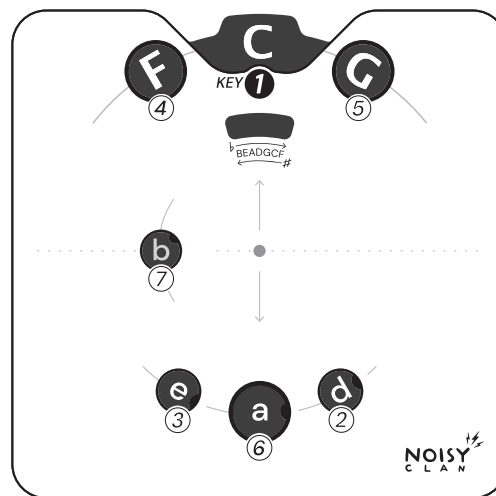 C
F G
KEY 1
4 5
♭ BEADGCF ♯
b
7
e a d
3 6 2
NOISY
CLAN